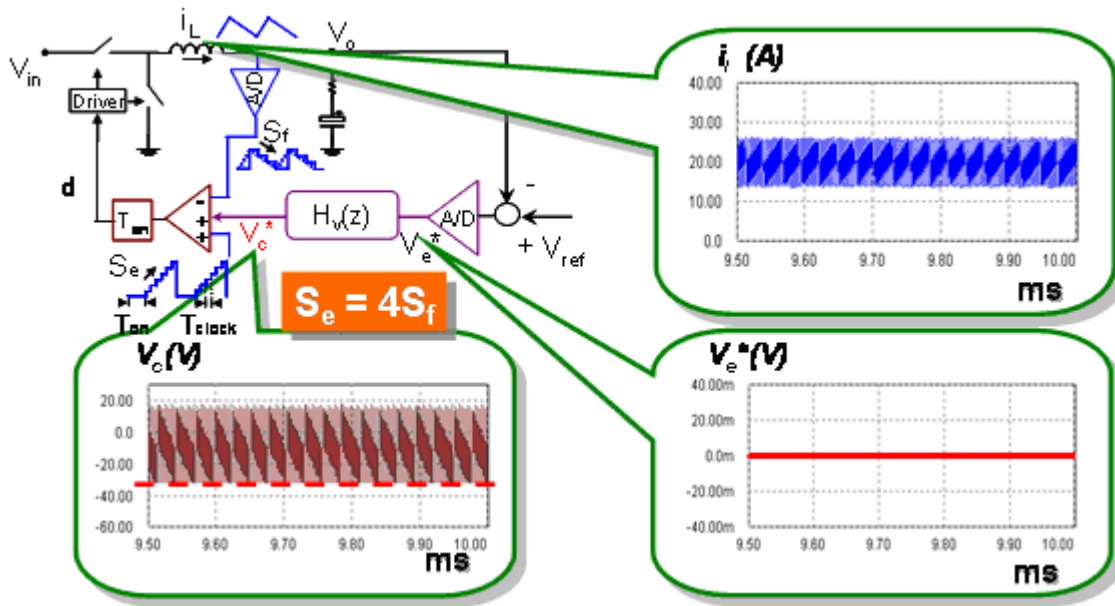 i_L
V_o
V_in
Driver
A/D
S_f
d
T_on
-
+
+
V_c*
H_v(z)
A/D
V_e*
-
+ V_ref
S_e
T_on
T_clock
S_e = 4S_f
i_L (A)
40.00
30.00
20.00
10.00
0.0
9.50 9.60 9.70 9.80 9.90 10.00
ms
V_c(V)
20.00
0.0
-20.00
-40.00
-60.00
9.50 9.60 9.70 9.80 9.90 10.00
ms
V_e*(V)
40.00m
20.00m
0.0m
-20.00m
-40.00m
9.50 9.60 9.70 9.80 9.90 10.00
ms